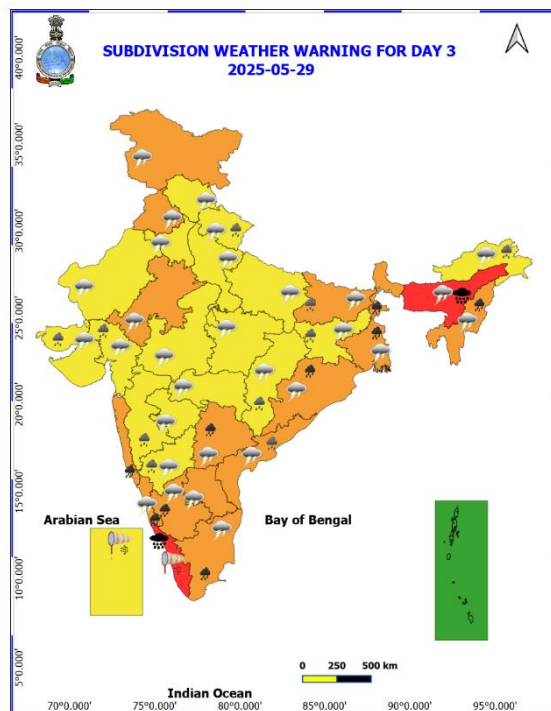 SUBDIVISION WEATHER WARNING FOR DAY 3
2025-05-29
40°0.000'
35°0.000'
30°0.000'
25°0.000'
20°0.000'
15°0.000'
10°0.000'
5°0.000'
Arabian Sea
Bay of Bengal
0 250 500 km
Indian Ocean
70°0.000' 75°0.000' 80°0.000' 85°0.000' 90°0.000' 95°0.000'